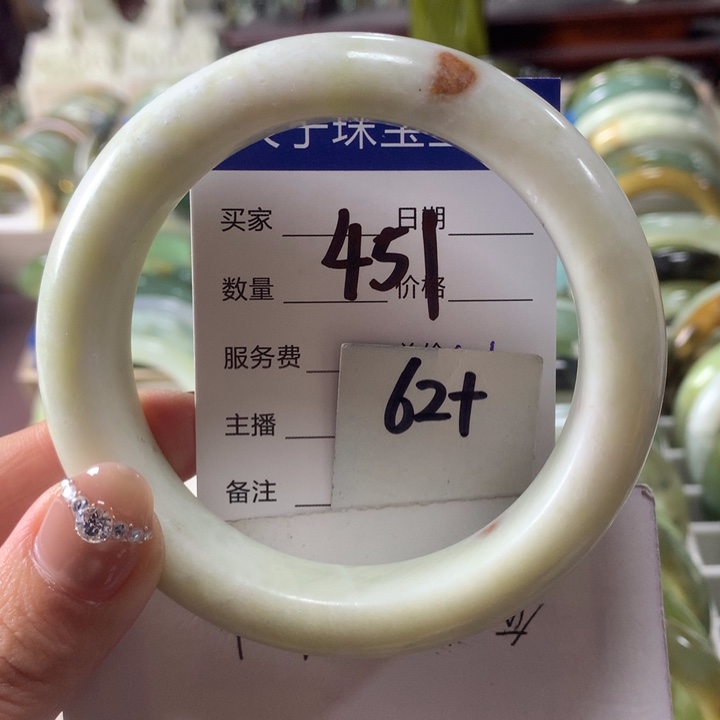 子珠宝
买家 日期
451
数量 价格
服务费
62+
主播
备注